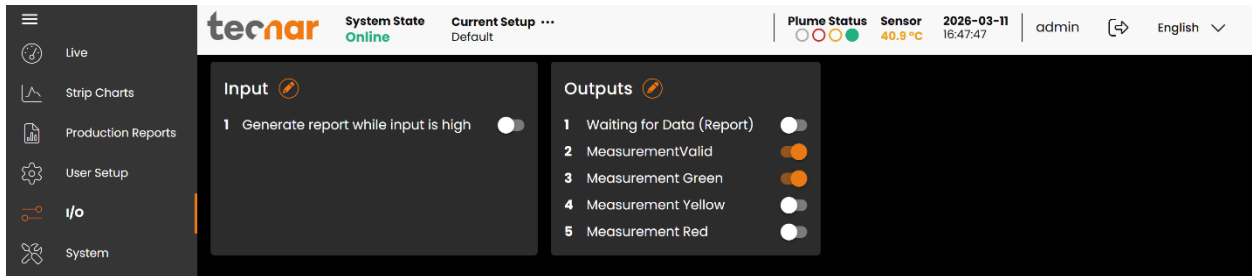 tecnar
System State
Online
Current Setup ...
Default
Plume Status
Sensor
40.9 °C
2026-03-11
16:47:47
admin
English
Live
Strip Charts
Production Reports
User Setup
I/O
System
Input
1 Generate report while input is high
Outputs
1 Waiting for Data (Report)
2 MeasurementValid
3 Measurement Green
4 Measurement Yellow
5 Measurement Red